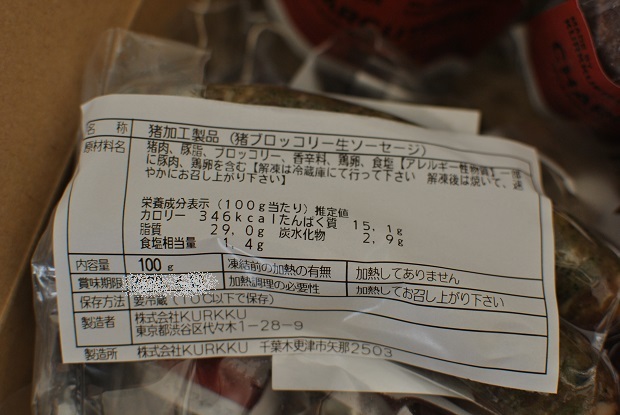 名 称 猪加工製品（猪ブロッコリー生ソーセージ）
原材料名 猪肉、豚脂、ブロッコリー、香辛料、鶏卵、食塩【アレルギー性物質】一部
に豚肉、鶏卵を含む【解凍は冷蔵庫にて行って下さい 解凍後は焼いて、速
やかにお召し上がり下さい】
栄養成分表示（100g当たり）推定値
カロリー 346kcal たんぱく質 15.1g
脂質 29.0g 炭水化物 2.9g
食塩相当量 1.4g
内容量 100g 凍結前の加熱の有無 加熱してありません
賞味期限 加熱調理の必要性 加熱してお召し上がり下さい
保存方法 要冷蔵（10℃以下で保存）
製造者 株式会社KURKKU
東京都渋谷区代々木1-28-9
製造所 株式会社KURKKU 千葉木更津市矢那2503